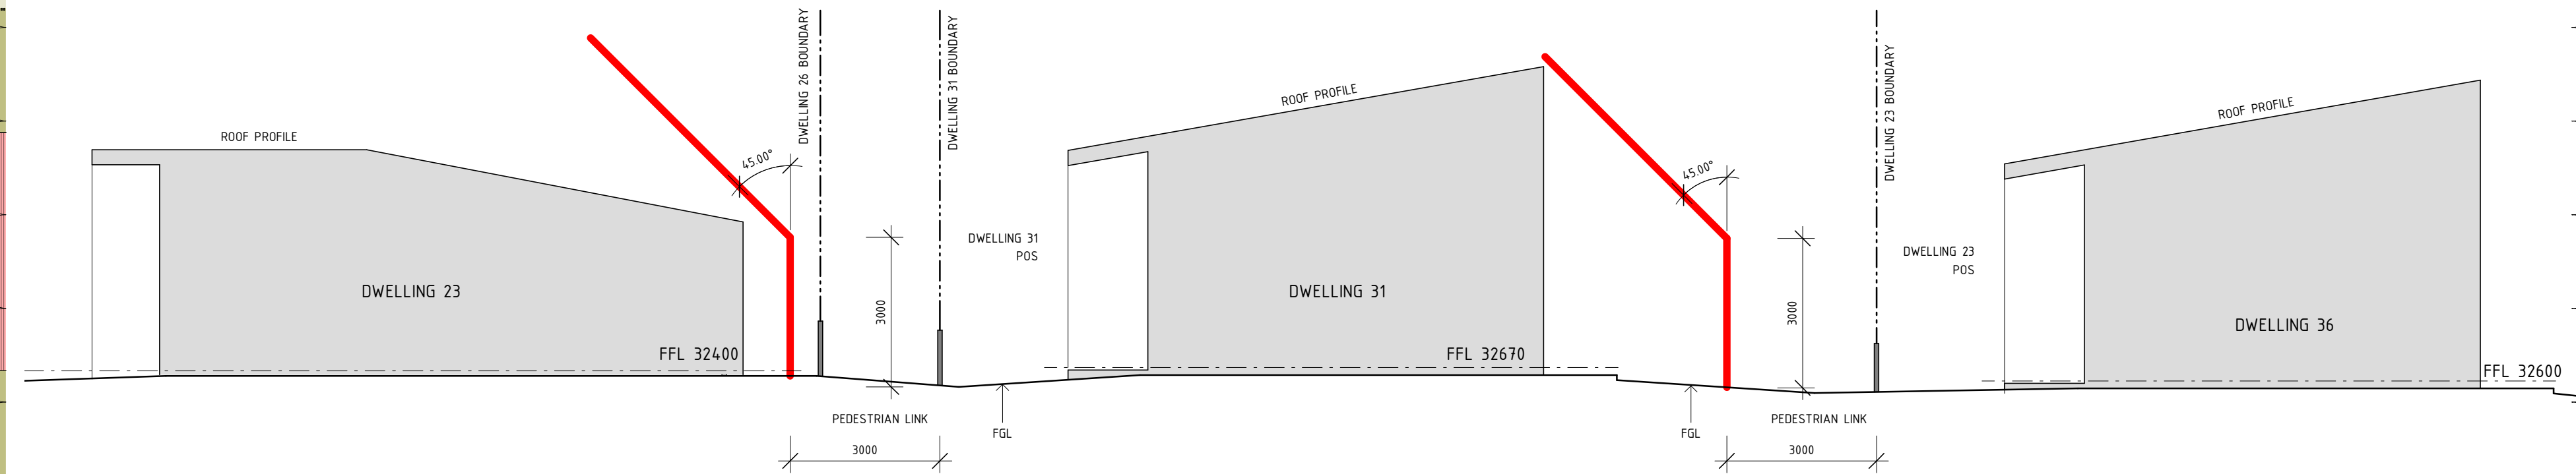 DWELLING 26 BOUNDARY
DWELLING 31 BOUNDARY
DWELLING 23 BOUNDARY
ROOF PROFILE
ROOF PROFILE
ROOF PROFILE
45.00°
45.00°
DWELLING 31
POS
DWELLING 23
POS
DWELLING 23
DWELLING 31
DWELLING 36
3000
3000
FFL 32400
FFL 32670
FFL 32600
PEDESTRIAN LINK
FGL
FGL
PEDESTRIAN LINK
3000
3000